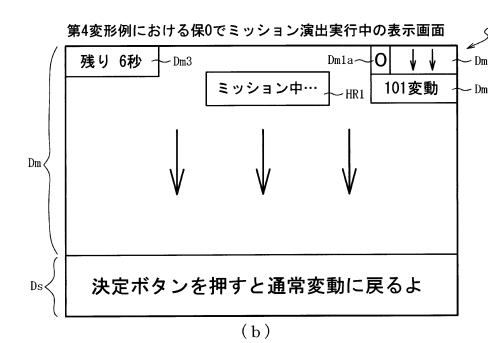 第4変形例における保0でミッション演出実行中の表示画面
残り 6秒
Dm3
Dm1a
0
Dm
ミッション中…
HR1
101変動
Dm
Dm
Ds
決定ボタンを押すと通常変動に戻るよ
(b)